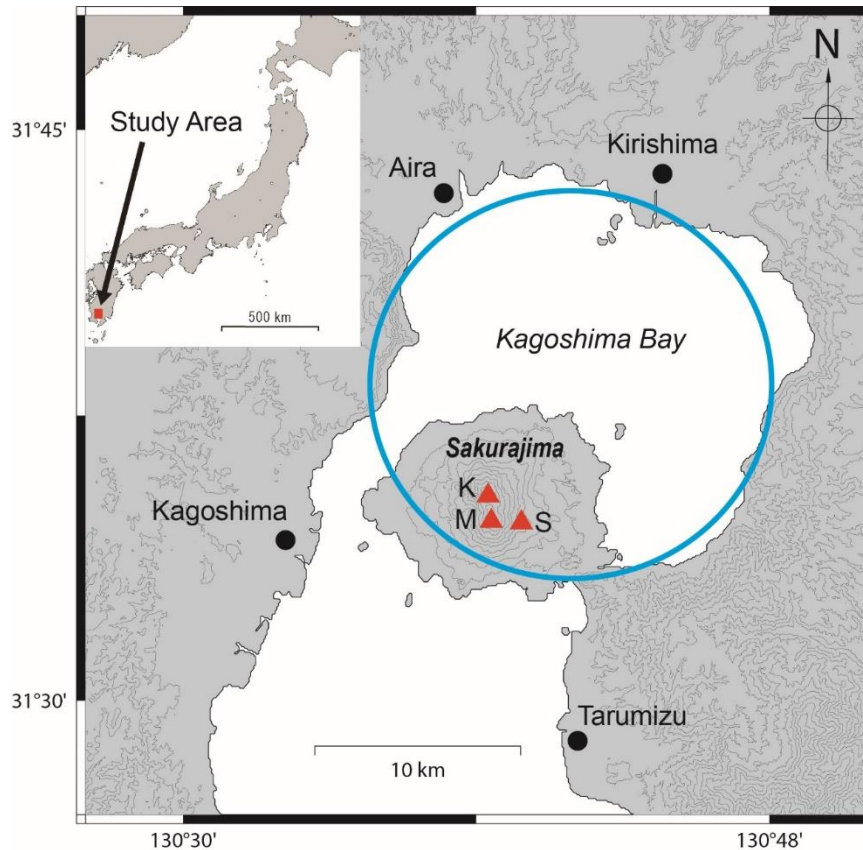 Study Area
500 km
N
31°45'
Aira
Kirishima
Kagoshima Bay
Sakurajima
K
M
S
Kagoshima
31°30'
Tarumizu
10 km
130°30'
130°48'